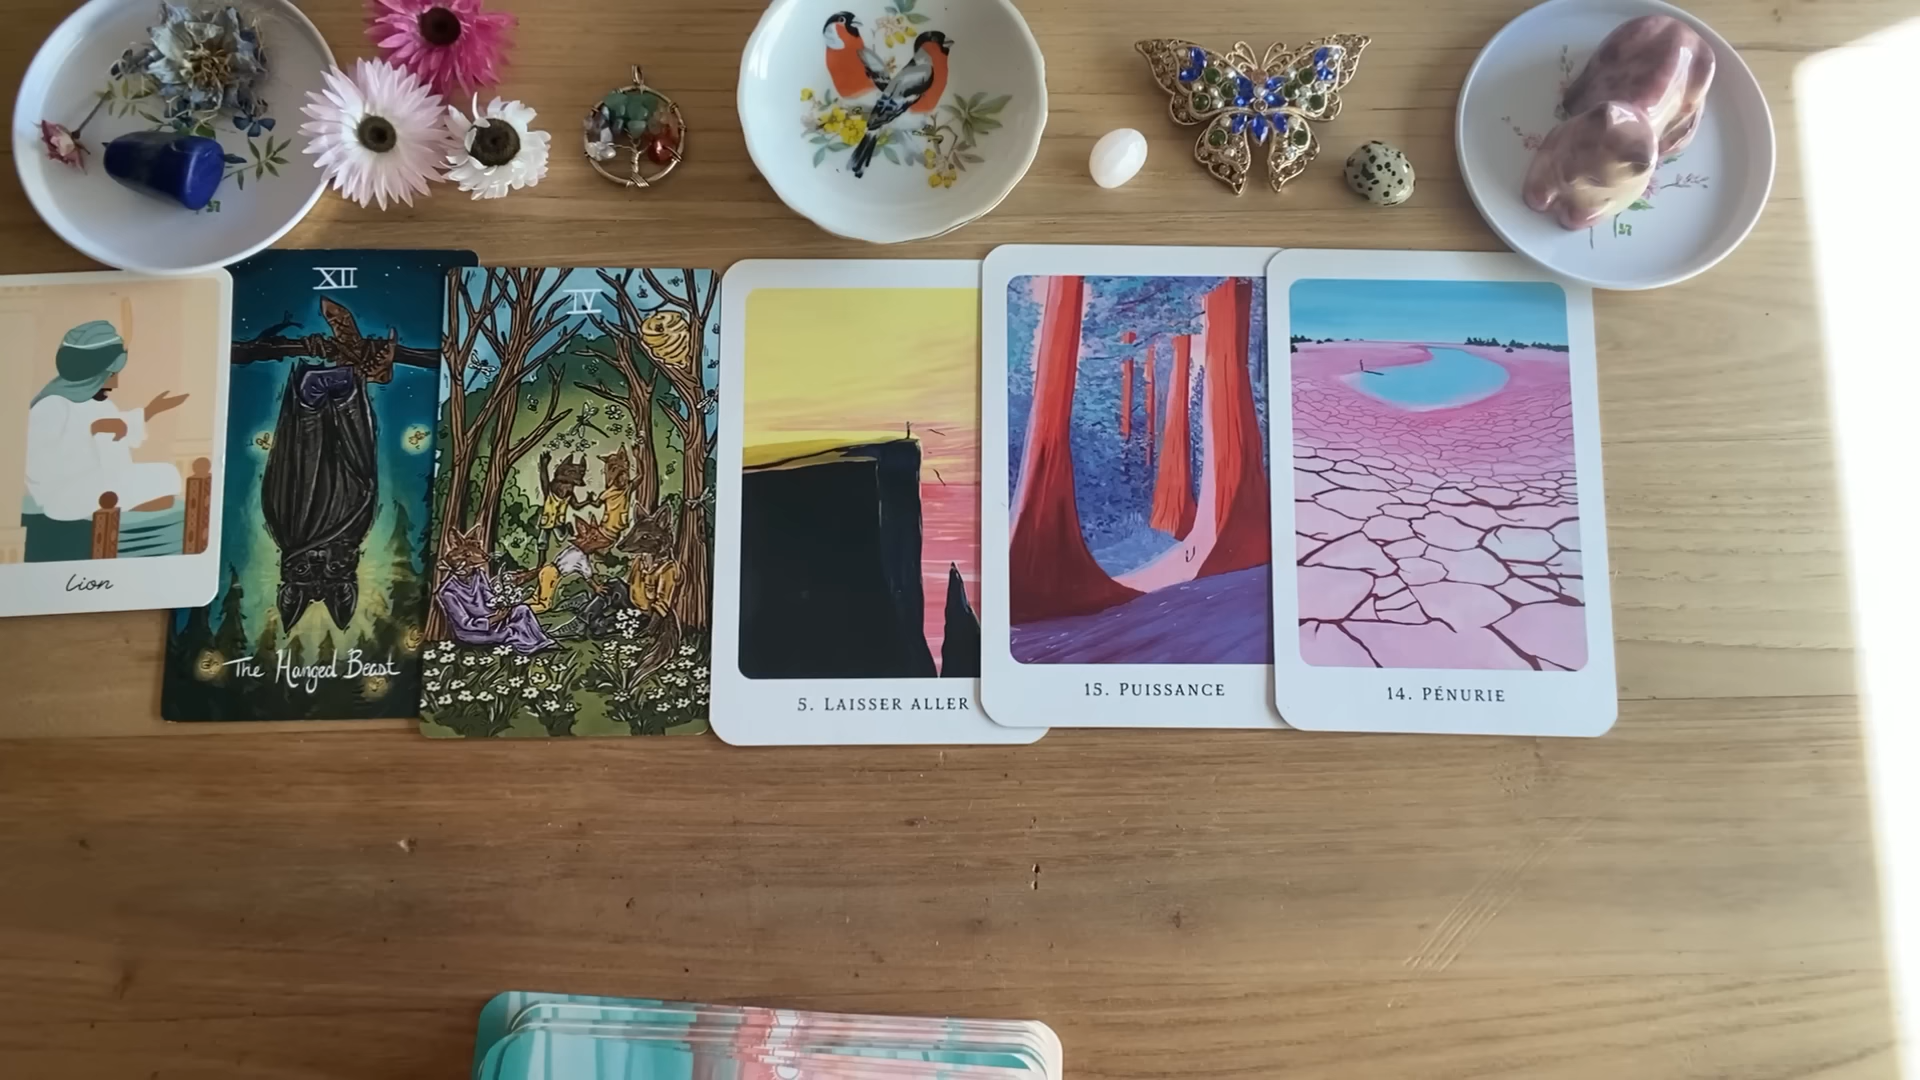 XII
IV
lion
The Hanged Beast
5. LAISSER ALLER
15. PUISSANCE
14. PÉNURIE